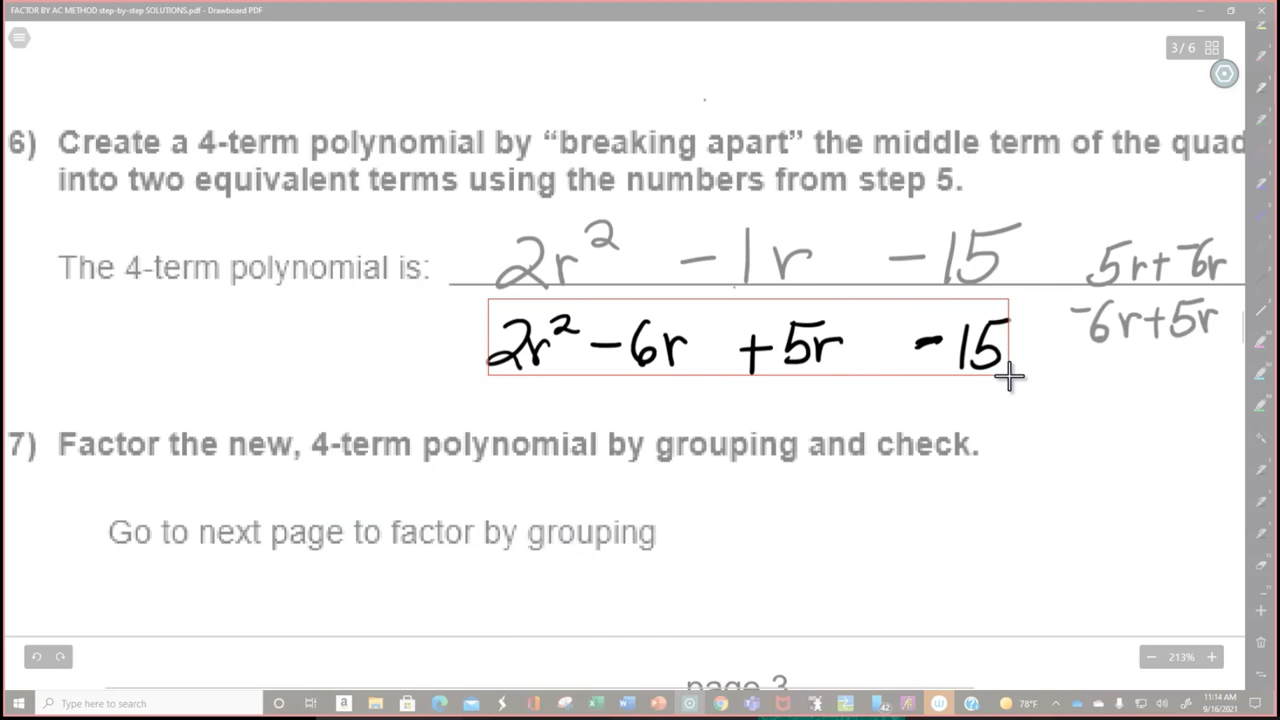 FACTOR BY AC METHOD step-by-step SOLUTIONS.pdf - Drawboard PDF
3/6
6) Create a 4-term polynomial by “breaking apart” the middle term of the quad
into two equivalent terms using the numbers from step 5.
The 4-term polynomial is: 2r² -1r -15 5r+-6r
2r² -6r +5r -15 -6r+5r
7) Factor the new, 4-term polynomial by grouping and check.
Go to next page to factor by grouping
213%
page 3
Type here to search
42
78°F
11:14 AM
9/16/2021